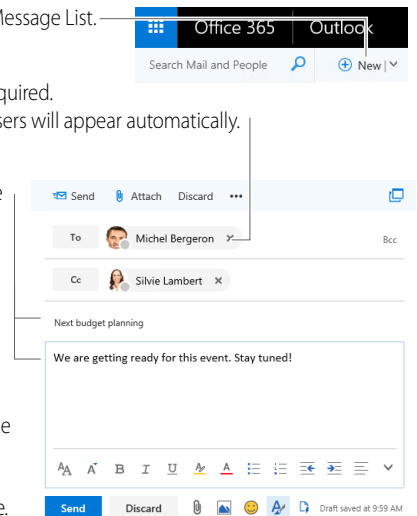 Message List.
Office 365 Outlook
Search Mail and People New
quired.
sers will appear automatically.
e
Send Attach Discard •••
To Michel Bergeron × Bcc
Cc Silvie Lambert ×
Next budget planning
We are getting ready for this event. Stay tuned!
e
AA A B I U A
e.
Send Discard Draft saved at 9:59 AM